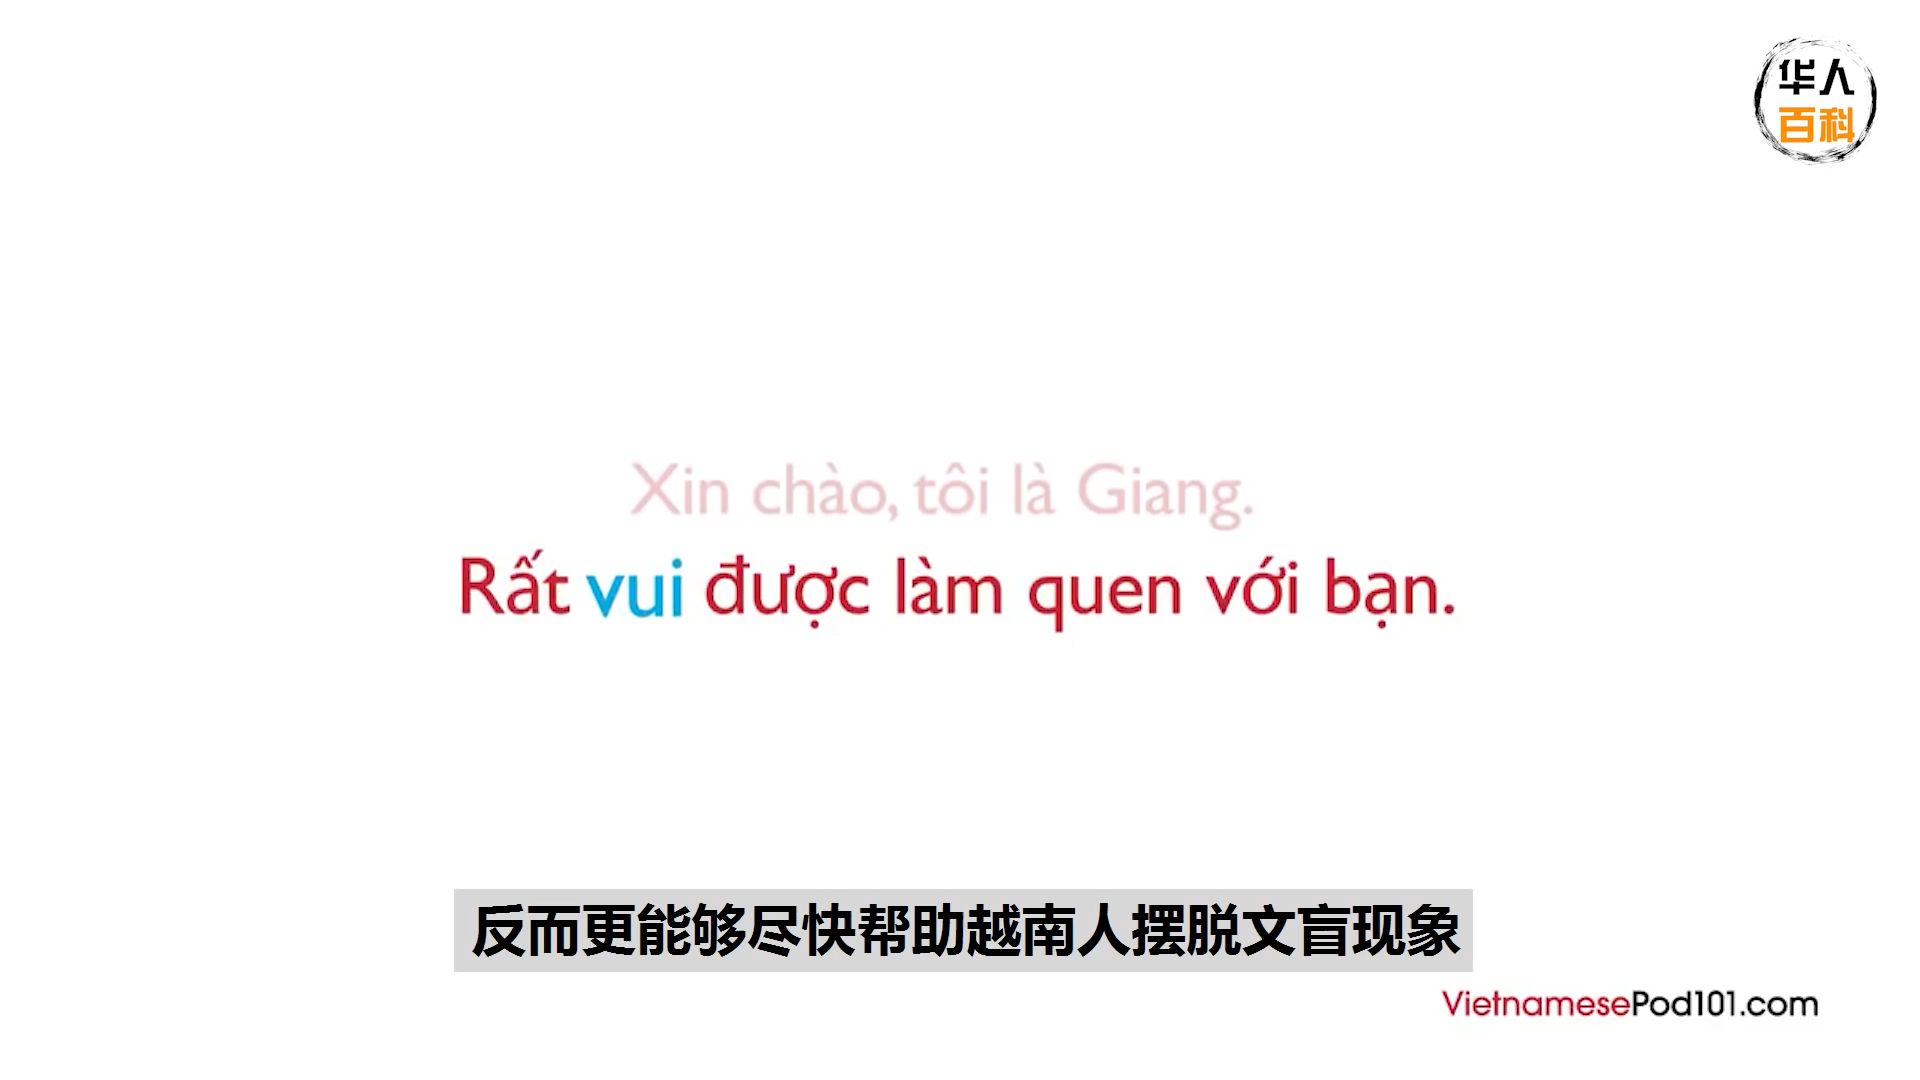 华人
百科
Xin chào, tôi là Giang.
Rất vui được làm quen với bạn.
反而更能够尽快帮助越南人摆脱文盲现象
VietnamesePod101.com